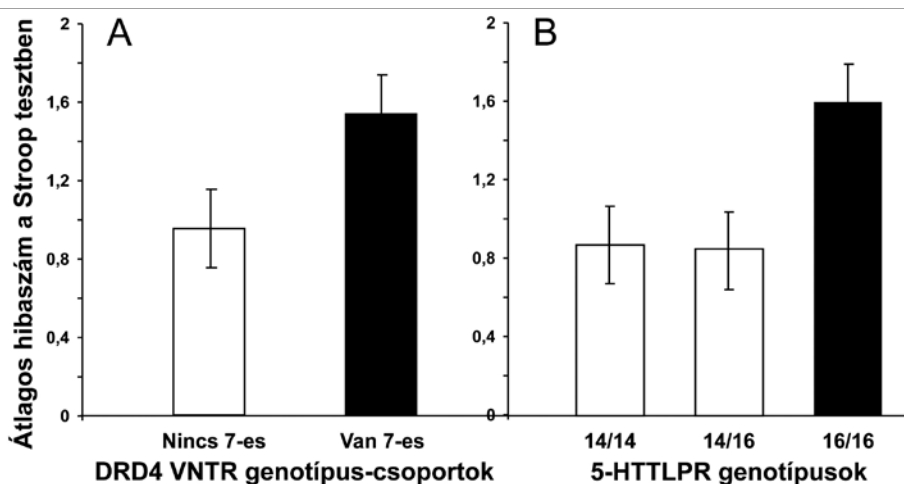 A
B
Átlagos hibaszám a Stroop tesztben
2
1,6
1,2
0,8
0,4
0
Nincs 7-es Van 7-es
DRD4 VNTR genotípus-csoportok
2
1,6
1,2
0,8
0,4
0
14/14 14/16 16/16
5-HTTLPR genotípusok